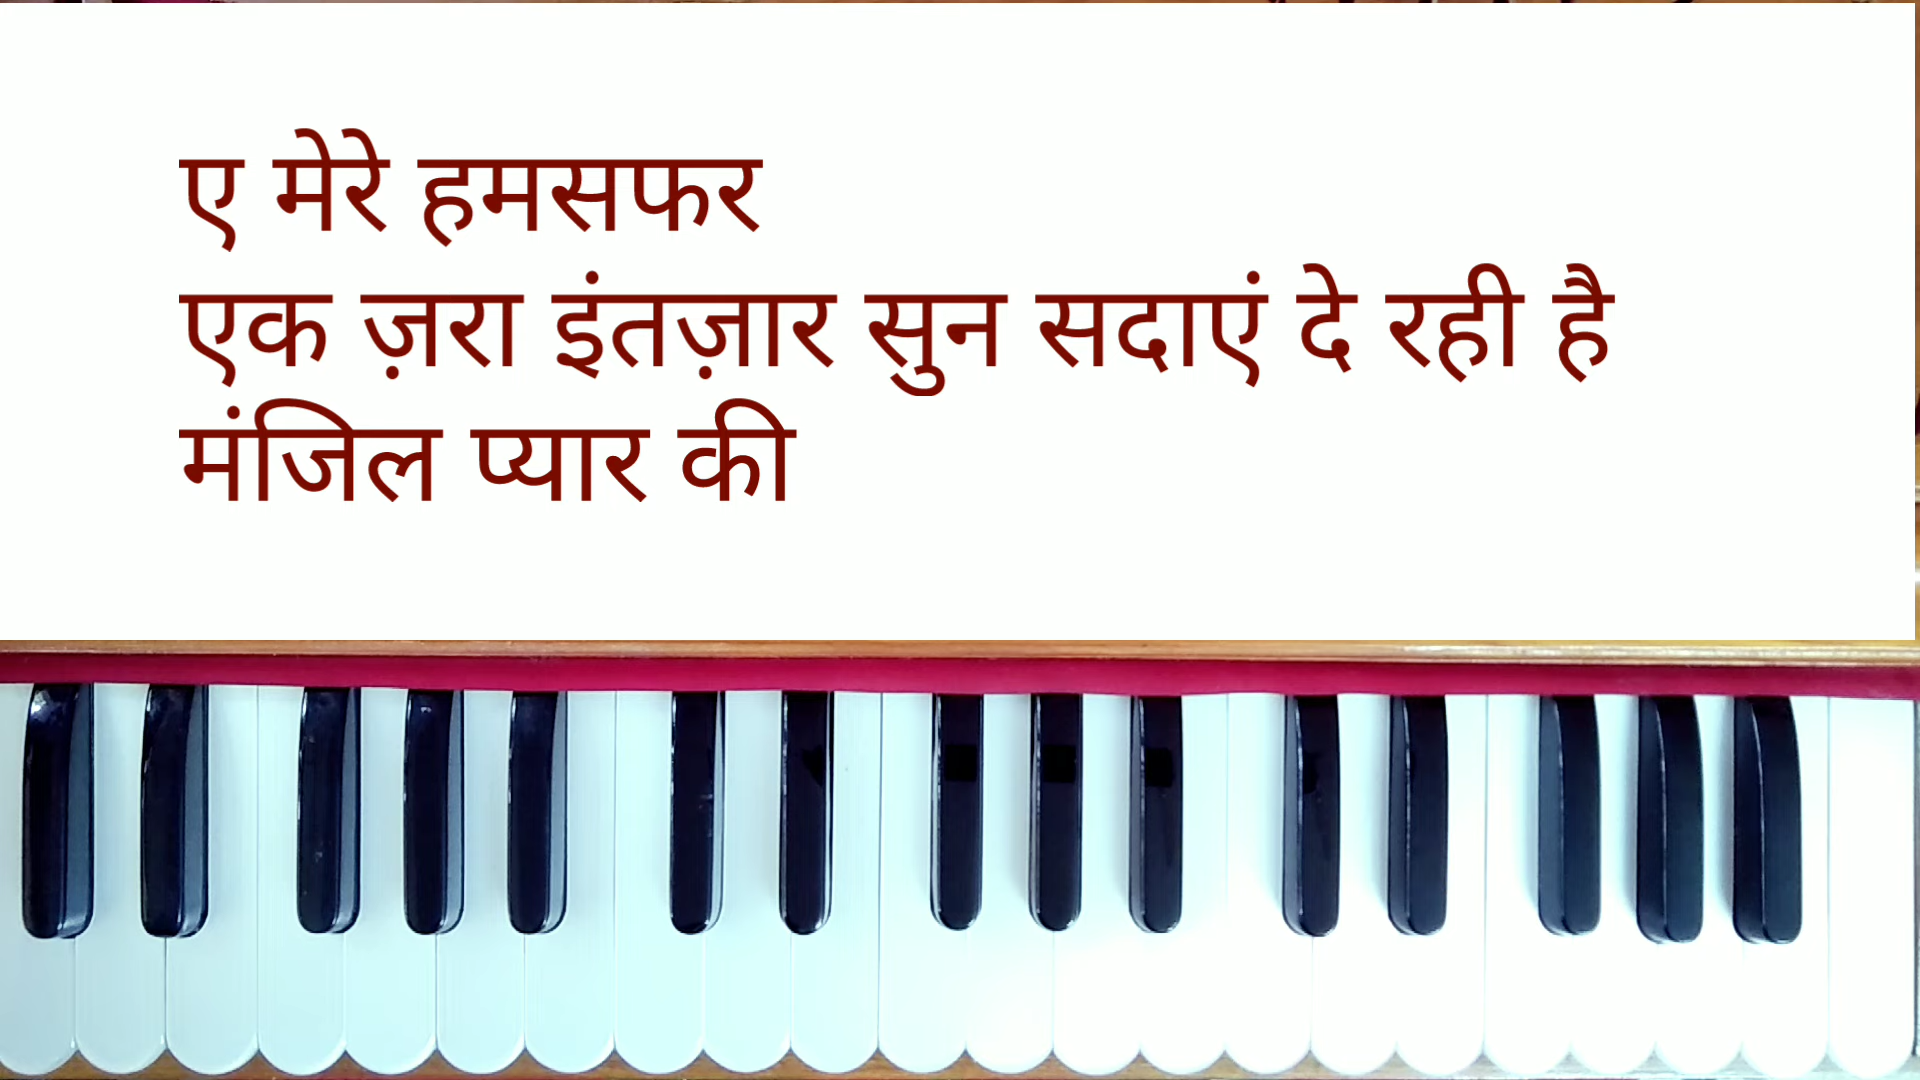 ए मेरे हमसफर
एक ज़रा इंतज़ार सुन सदाएं दे रही है
मंजिल प्यार की